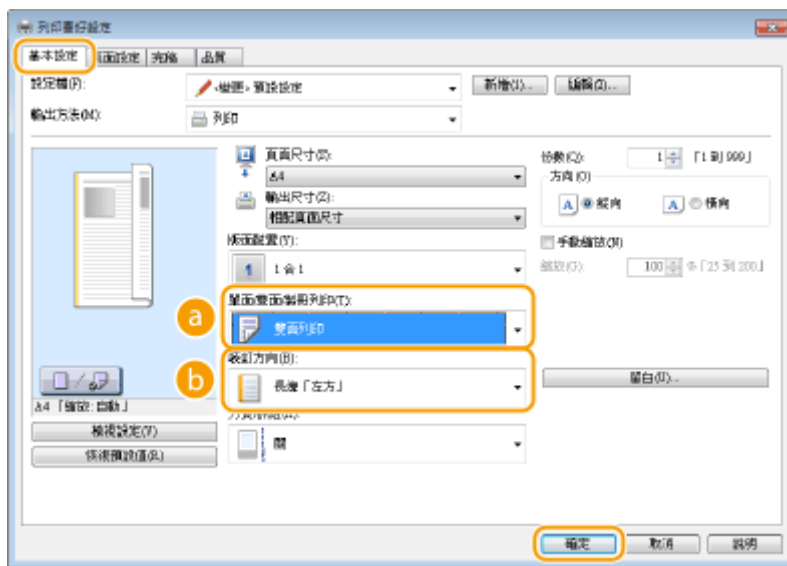 列印喜好設定
基本設定 頁面設定 完稿 品質
設定檔(F): <變更> 預設設定 新增(1)... 編輯(2)...
輸出方法(M): 列印
頁面尺寸(S):
A4
輸出尺寸(Z):
相配頁面尺寸
版面配置(Y):
1 合 1
份數(Q): 1 「1 到 999」
方向(O)
A 縱向 A 橫向
手動縮放(N)
縮放(G): 100 % 「25 到 200」
a
單面/雙面/製冊列印(T):
雙面列印
b
裝訂方向(B):
長邊「左方」
留白(U)...
A4 「縮放: 自動」
檢視設定(V)
恢復預設值(R)
關
確定 取消 說明